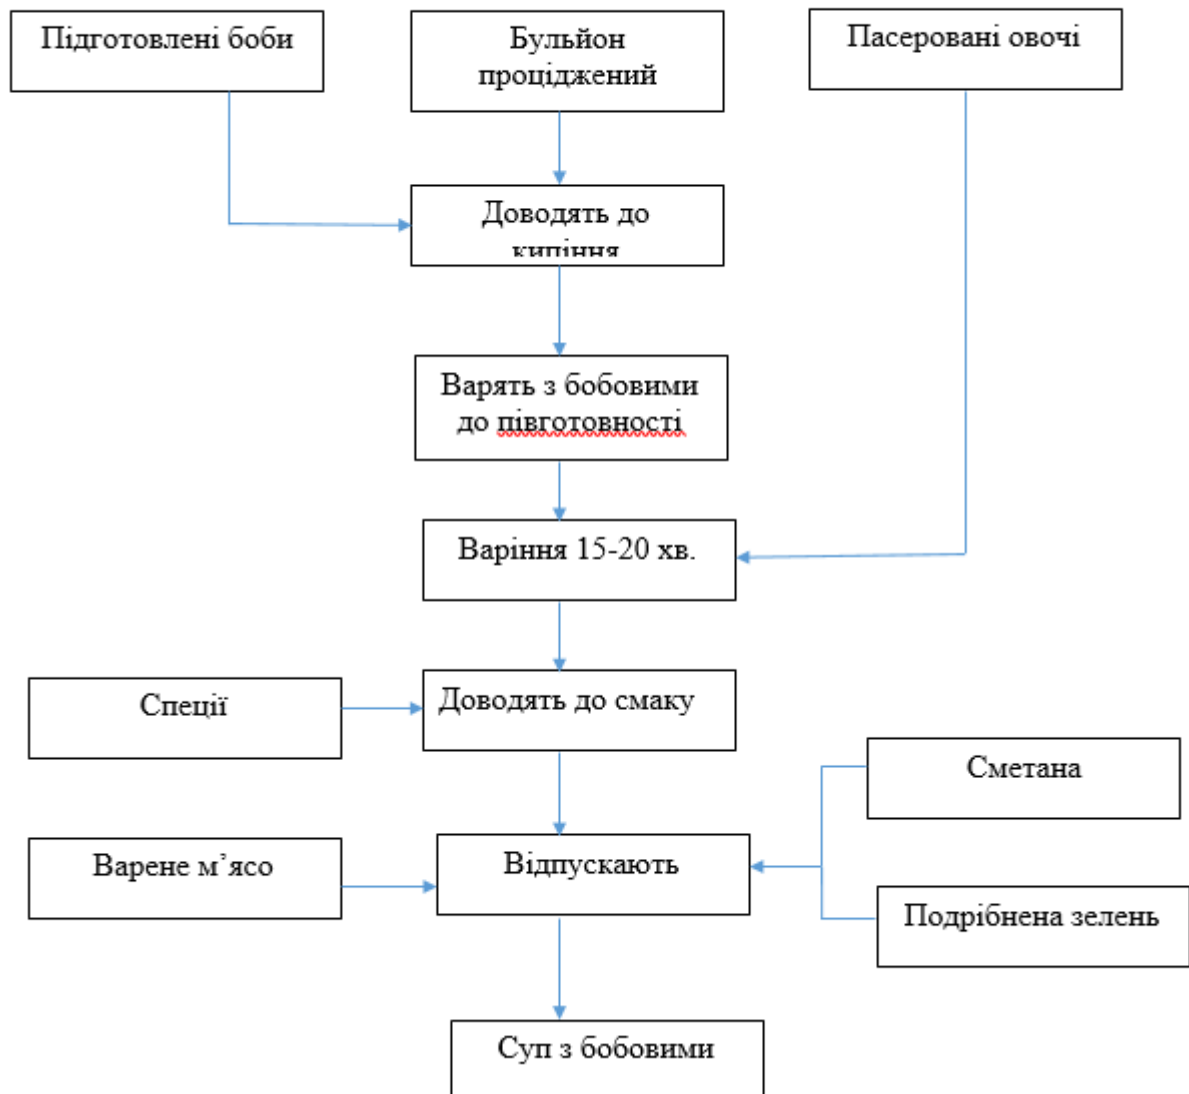 Підготовлені боби
Бульйон
проціджений
Пасеровані овочі
Доводять до
кипіння
Варять з бобовими
до півготовності
Варіння 15-20 хв.
Спеції
Доводять до смаку
Сметана
Варене м’ясо
Відпускають
Подрібнена зелень
Суп з бобовими